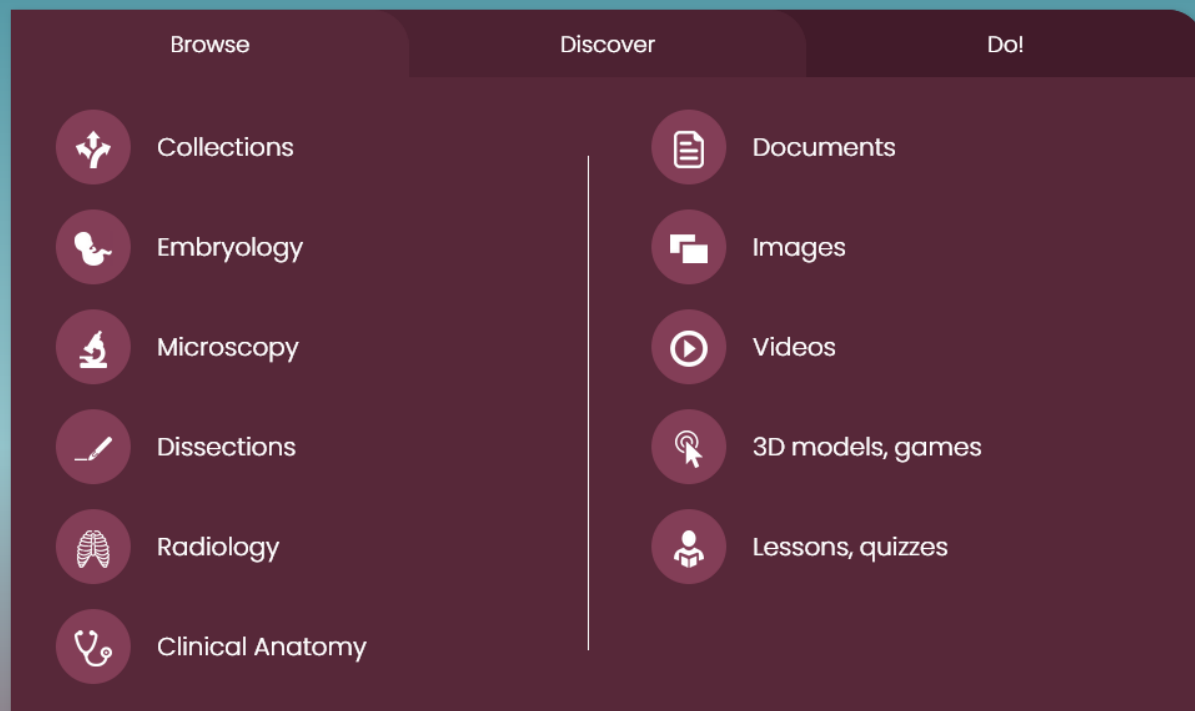 Browse
Discover
Do!
Collections
Embryology
Microscopy
Dissections
Radiology
Clinical Anatomy
Documents
Images
Videos
3D models, games
Lessons, quizzes